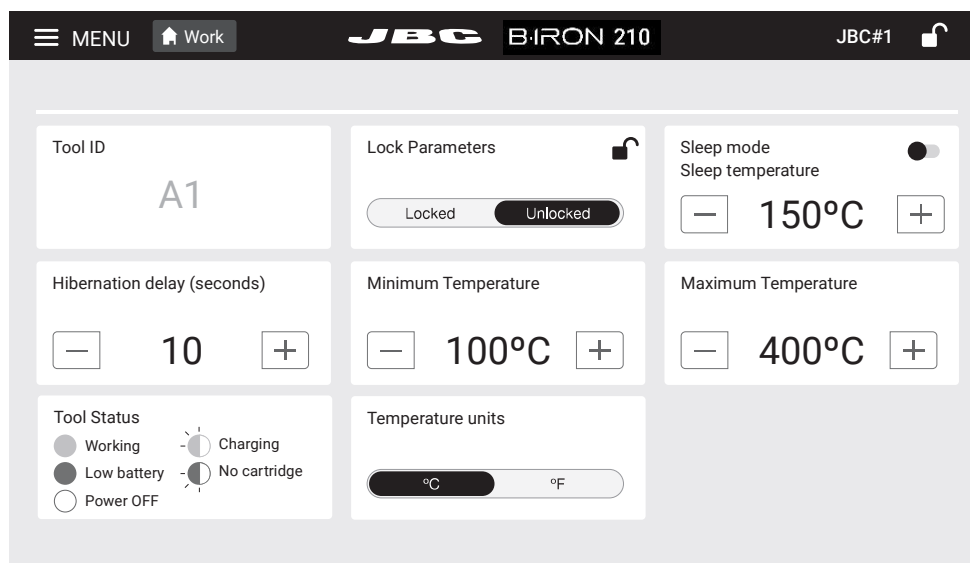 MENU
Work
JBC
B·IRON 210
JBC#1
Tool ID
A1
Lock Parameters
Locked
Unlocked
Sleep mode
Sleep temperature
150ºC
Hibernation delay (seconds)
10
Minimum Temperature
100ºC
Maximum Temperature
400ºC
Tool Status
Working
Charging
Low battery
No cartridge
Power OFF
Temperature units
ºC
ºF